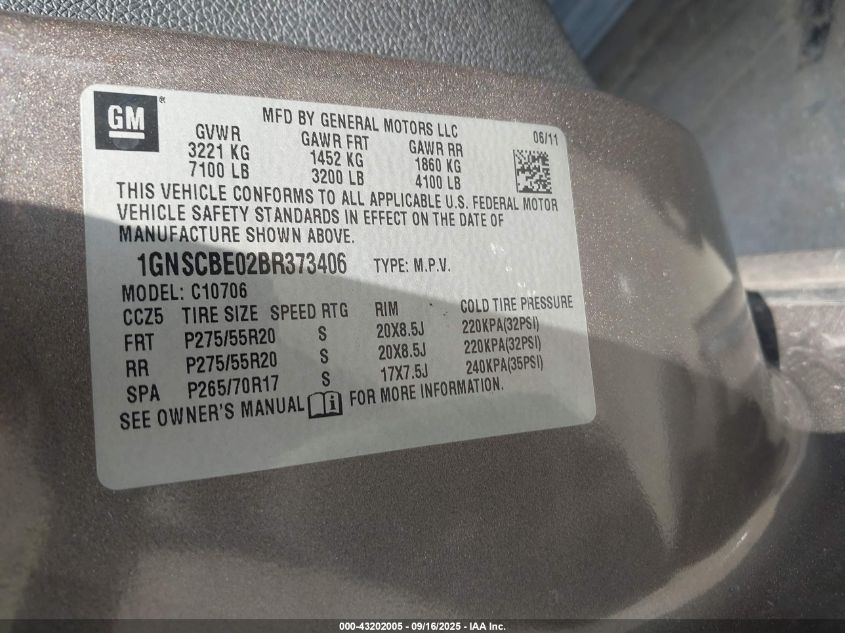 GM ®
MFD BY GENERAL MOTORS LLC
06/11
GVWR GAWR FRT GAWR RR
3221 KG 1452 KG 1860 KG
7100 LB 3200 LB 4100 LB
THIS VEHICLE CONFORMS TO ALL APPLICABLE U.S. FEDERAL MOTOR
VEHICLE SAFETY STANDARDS IN EFFECT ON THE DATE OF
MANUFACTURE SHOWN ABOVE.
1GNSCBE02BR373406 TYPE: M.P.V.
MODEL: C10706
CCZ5 TIRE SIZE SPEED RTG RIM COLD TIRE PRESSURE
FRT P275/55R20 S 20X8.5J 220KPA(32PSI)
RR P275/55R20 S 20X8.5J 220KPA(32PSI)
SPA P265/70R17 S 17X7.5J 240KPA(35PSI)
SEE OWNER'S MANUAL i FOR MORE INFORMATION.
000-43202005 - 09/16/2025 - IAA Inc.